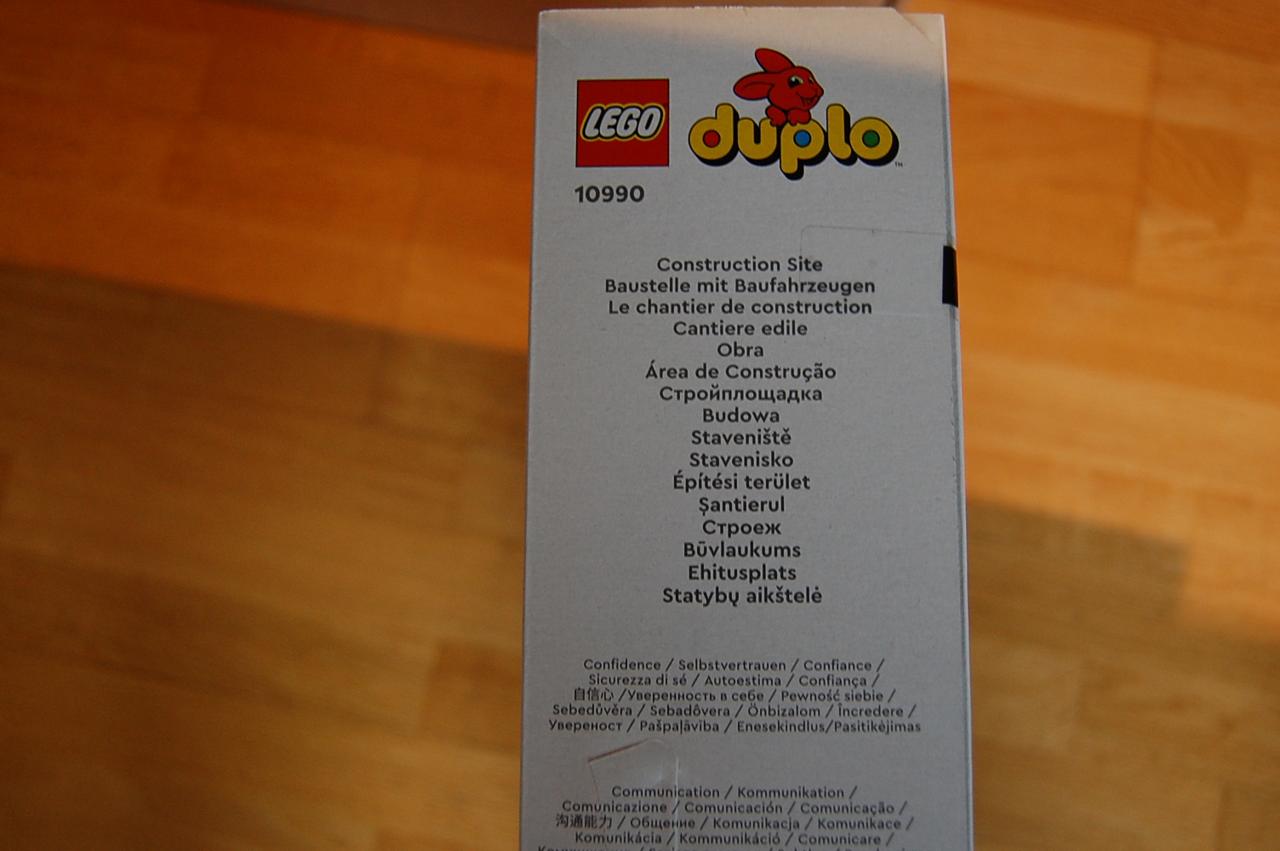 LEGO duplo™
10990
Construction Site
Baustelle mit Baufahrzeugen
Le chantier de construction
Cantiere edile
Obra
Área de Construção
Стройплощадка
Budowa
Staveniště
Stavenisko
Építési terület
Şantierul
Строеж
Būvlaukums
Ehitusplats
Statybų aikštelė
Confidence / Selbstvertrauen / Confiance /
Sicurezza di sé / Autoestima / Confiança /
自信心 /Уверенность в себе / Pewność siebie /
Sebedůvěra / Sebadôvera / Önbizalom / Încredere /
Увереност / Pašpaļāvība / Enesekindlus/Pasitikėjimas
Communication / Kommunikation /
Comunicazione / Comunicación / Comunicação /
沟通能力 / Общение / Komunikacja / Komunikace /
Komunikácia / Kommunikáció / Comunicare /